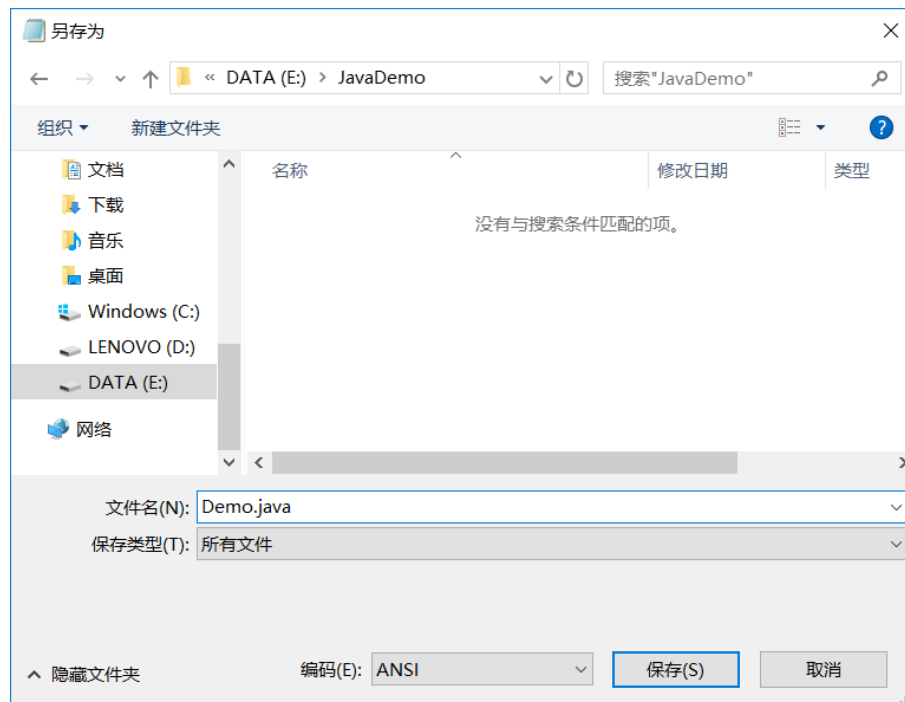 另存为
« DATA (E:) › JavaDemo 搜索"JavaDemo"
组织 新建文件夹 ?
文档 名称 修改日期 类型
下载
没有与搜索条件匹配的项。
音乐
桌面
Windows (C:)
LENOVO (D:)
DATA (E:)
网络
文件名(N): Demo.java
保存类型(T): 所有文件
隐藏文件夹 编码(E): ANSI 保存(S) 取消